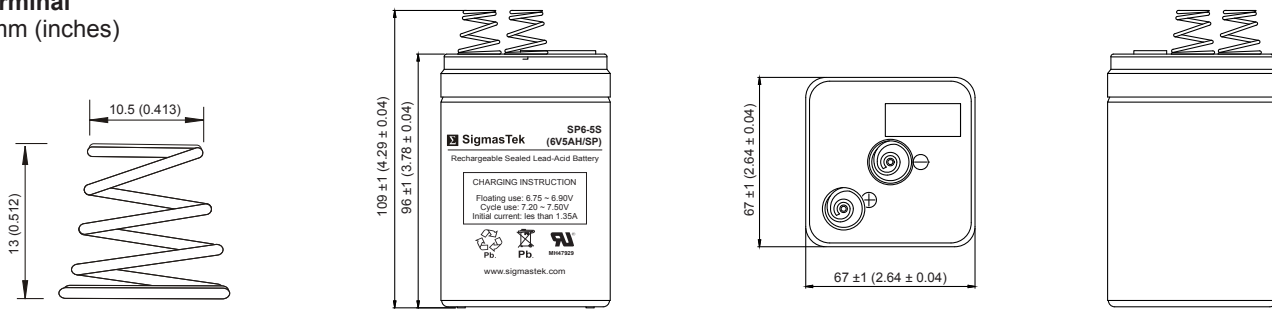 rminal
mm (inches)
10.5 (0.413)
13 (0.512)
109 ±1 (4.29 ± 0.04)
96 ±1 (3.78 ± 0.04)
Σ SigmasTek
SP6-5S
(6V5AH/SP)
Rechargeable Sealed Lead-Acid Battery
CHARGING INSTRUCTION
Floating use: 6.75 ~ 6.90V
Cycle use: 7.20 ~ 7.50V
Initial current: les than 1.35A
Pb.
Pb.
MH47929
www.sigmastek.com
67 ±1 (2.64 ± 0.04)
67 ±1 (2.64 ± 0.04)